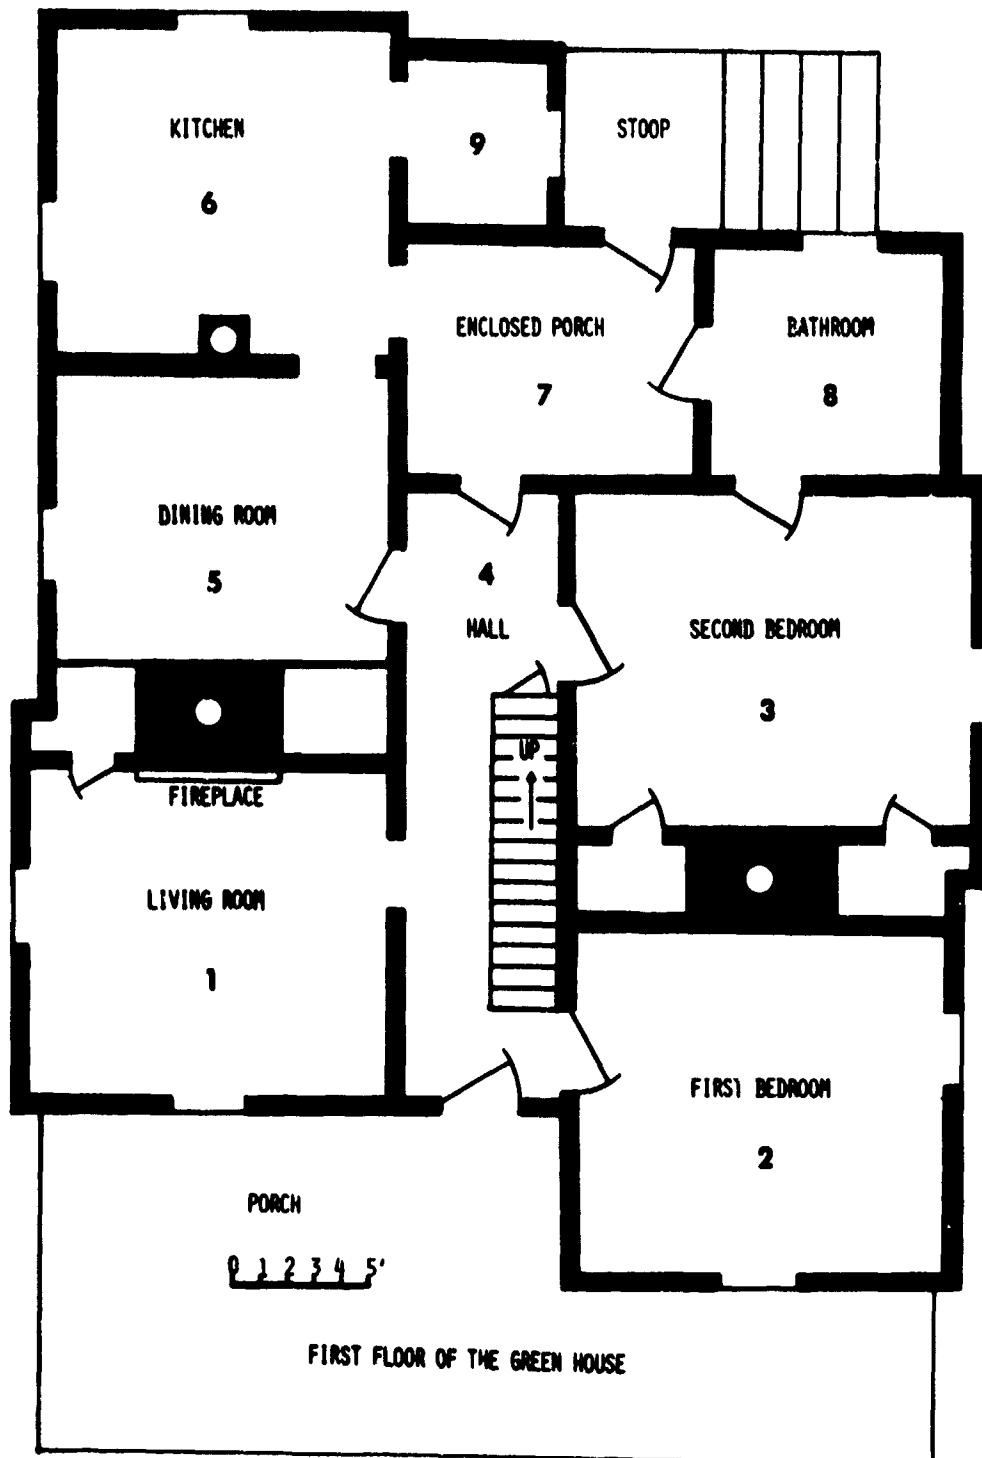 KITCHEN
6
9
STOOP
ENCLOSED PORCH
7
BATHROOM
8
DINING ROOM
5
4
HALL
SECOND BEDROOM
3
UP
FIREPLACE
LIVING ROOM
1
FIRST BEDROOM
2
PORCH
0 1 2 3 4 5'
FIRST FLOOR OF THE GREEN HOUSE